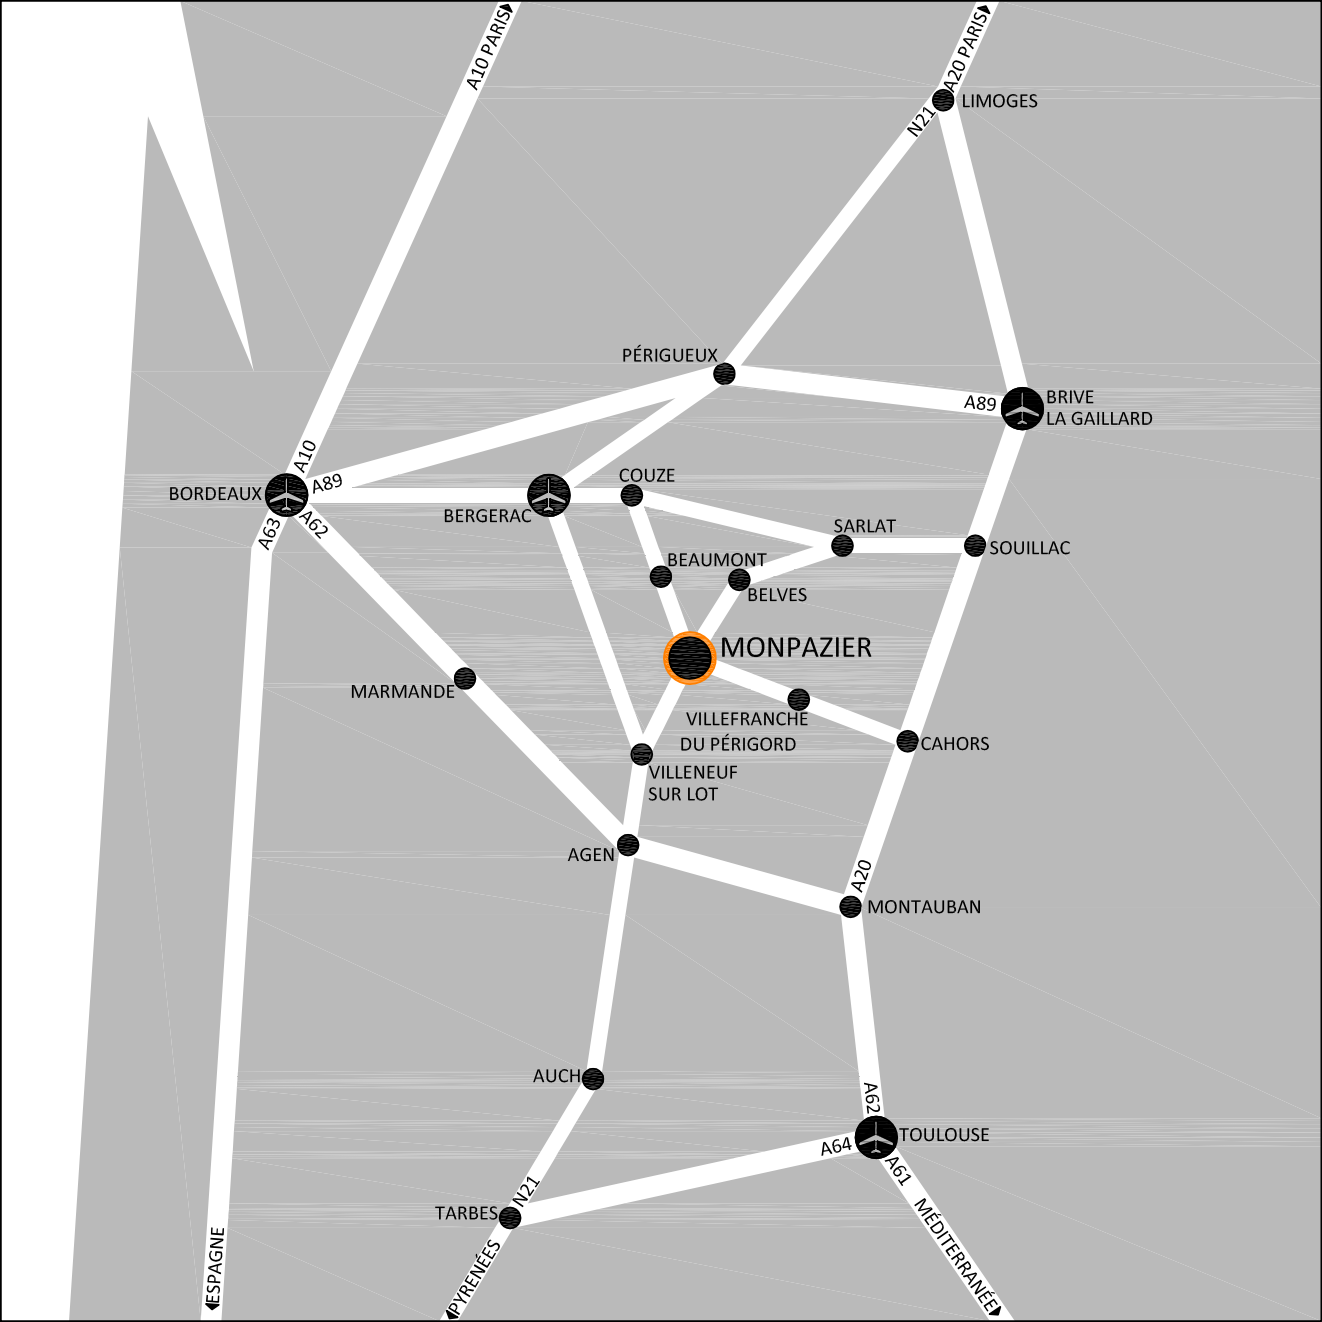 A10 PARIS
A20 PARIS
LIMOGES
N21
PÉRIGUEUX
A89
BRIVE
LA GAILLARD
A10
A89
BORDEAUX
A63
A62
BERGERAC
COUZE
SARLAT
SOUILLAC
BEAUMONT
BELVES
MONPAZIER
MARMANDE
VILLEFRANCHE
DU PÉRIGORD
CAHORS
VILLENEUF
SUR LOT
AGEN
A20
MONTAUBAN
AUCH
A62
TOULOUSE
A64
A61
N21
TARBES
ESPAGNE
PYRENÉES
MÉDITERRANÉE